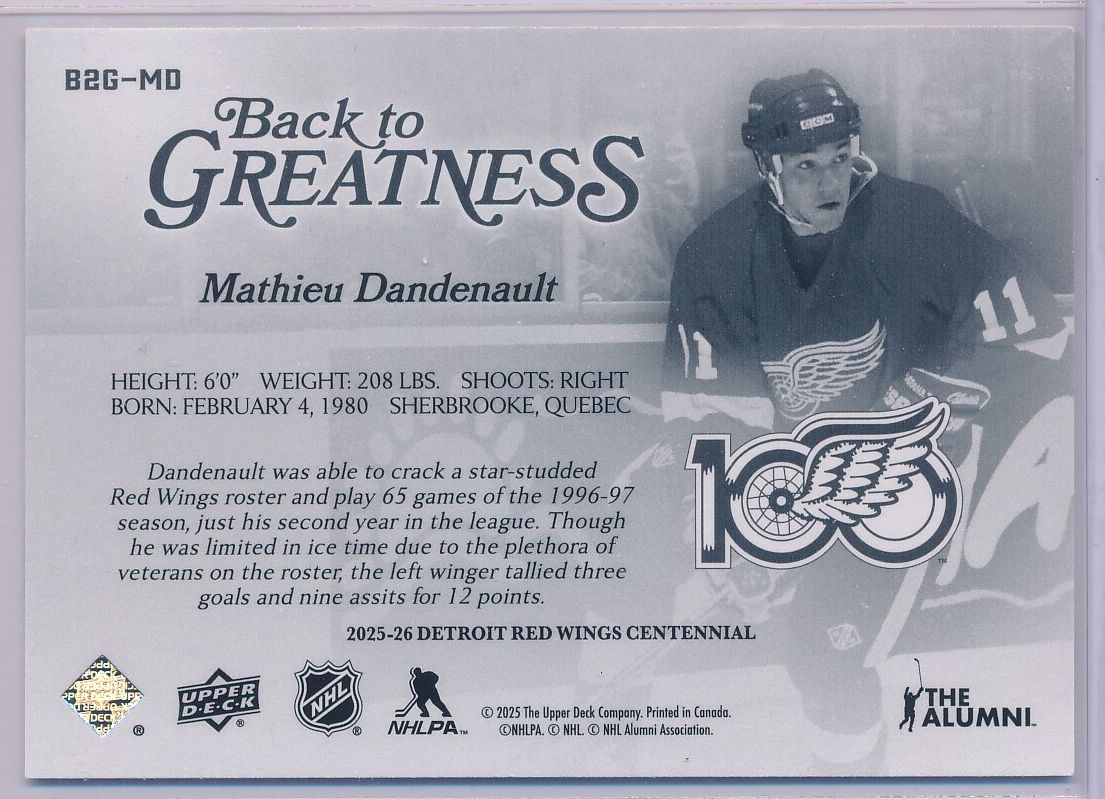 B2G-MD
Back to
GREATNESS
Mathieu Dandenault
CCM
11
11
HEIGHT: 6'0" WEIGHT: 208 LBS. SHOOTS: RIGHT
BORN: FEBRUARY 4, 1980 SHERBROOKE, QUEBEC
100
Dandenault was able to crack a star-studded
Red Wings roster and play 65 games of the 1996-97
season, just his second year in the league. Though
he was limited in ice time due to the plethora of
veterans on the roster, the left winger tallied three
goals and nine assits for 12 points.
2025-26 DETROIT RED WINGS CENTENNIAL
UPPER DECK
UPPER
D·E·C·K
®
NHL
®
NHLPA™
© 2025 The Upper Deck Company. Printed in Canada.
©NHLPA. © NHL. © NHL Alumni Association.
THE
ALUMNI™